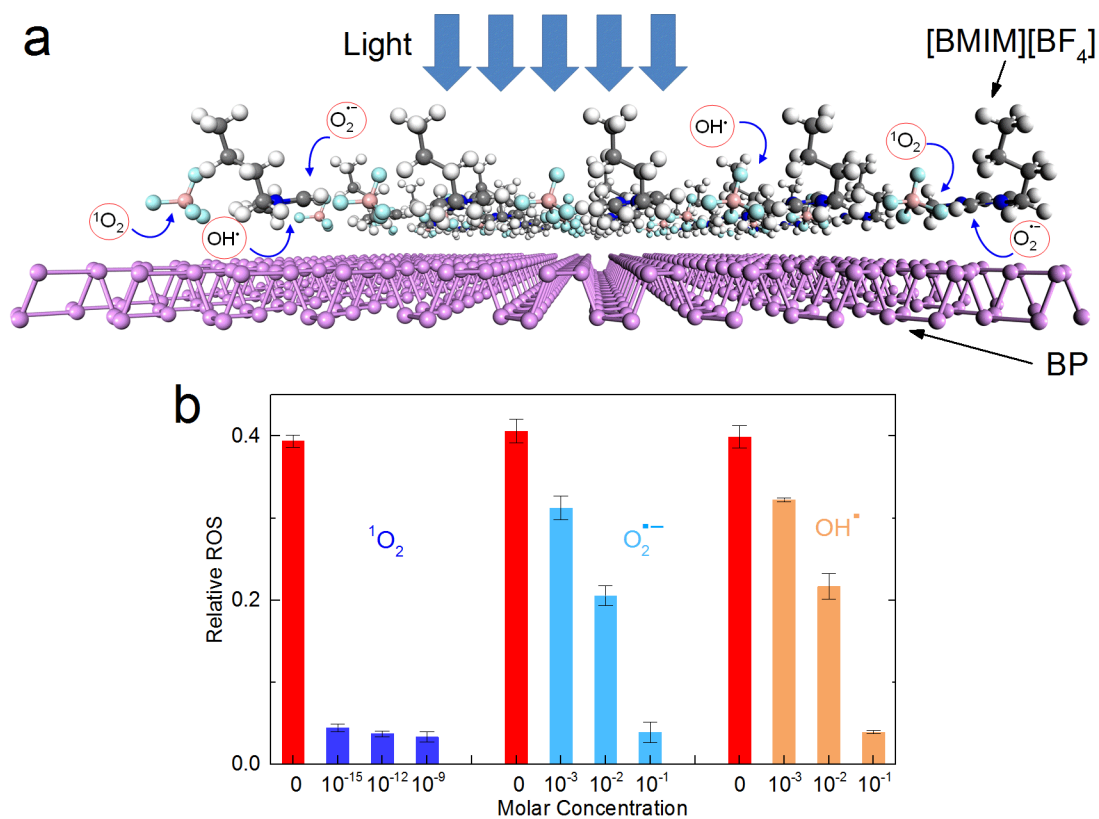 a
Light
[BMIM][BF₄]
O₂•−
OH•
¹O₂
¹O₂
OH•
O₂•−
BP
b
Relative ROS
0.4
0.2
0.0
¹O₂
O₂•−
OH•
0 10⁻¹⁵ 10⁻¹² 10⁻⁹ 0 10⁻³ 10⁻² 10⁻¹ 0 10⁻³ 10⁻² 10⁻¹
Molar Concentration